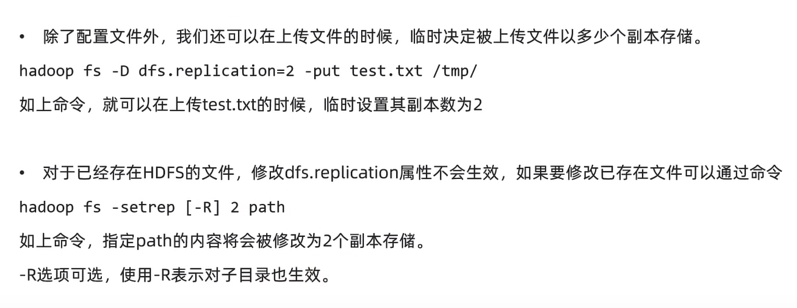 • 除了配置文件外，我们还可以在上传文件的时候，临时决定被上传文件以多少个副本存储。
hadoop fs -D dfs.replication=2 -put test.txt /tmp/
如上命令，就可以在上传test.txt的时候，临时设置其副本数为2
• 对于已经存在HDFS的文件，修改dfs.replication属性不会生效，如果要修改已存在文件可以通过命令
hadoop fs -setrep [-R] 2 path
如上命令，指定path的内容将会被修改为2个副本存储。
-R选项可选，使用-R表示对子目录也生效。